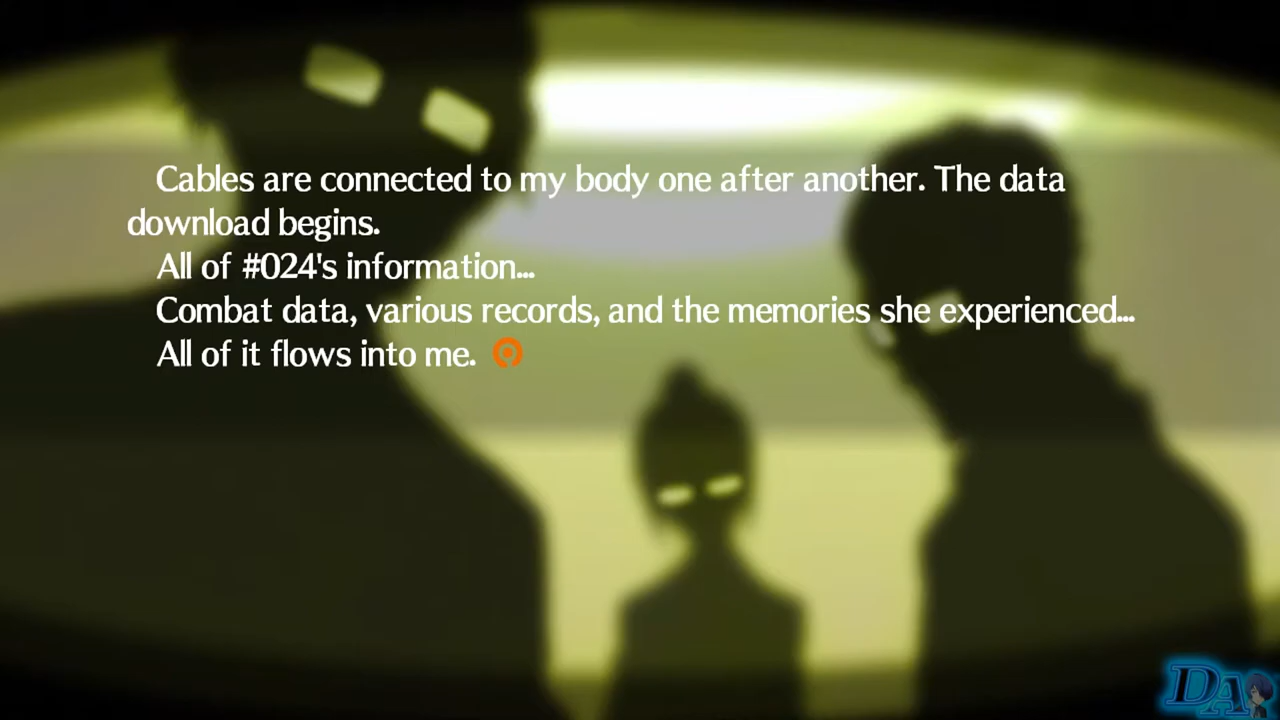 Cables are connected to my body one after another. The data
download begins.
All of #024's information...
Combat data, various records, and the memories she experienced...
All of it flows into me.
DA